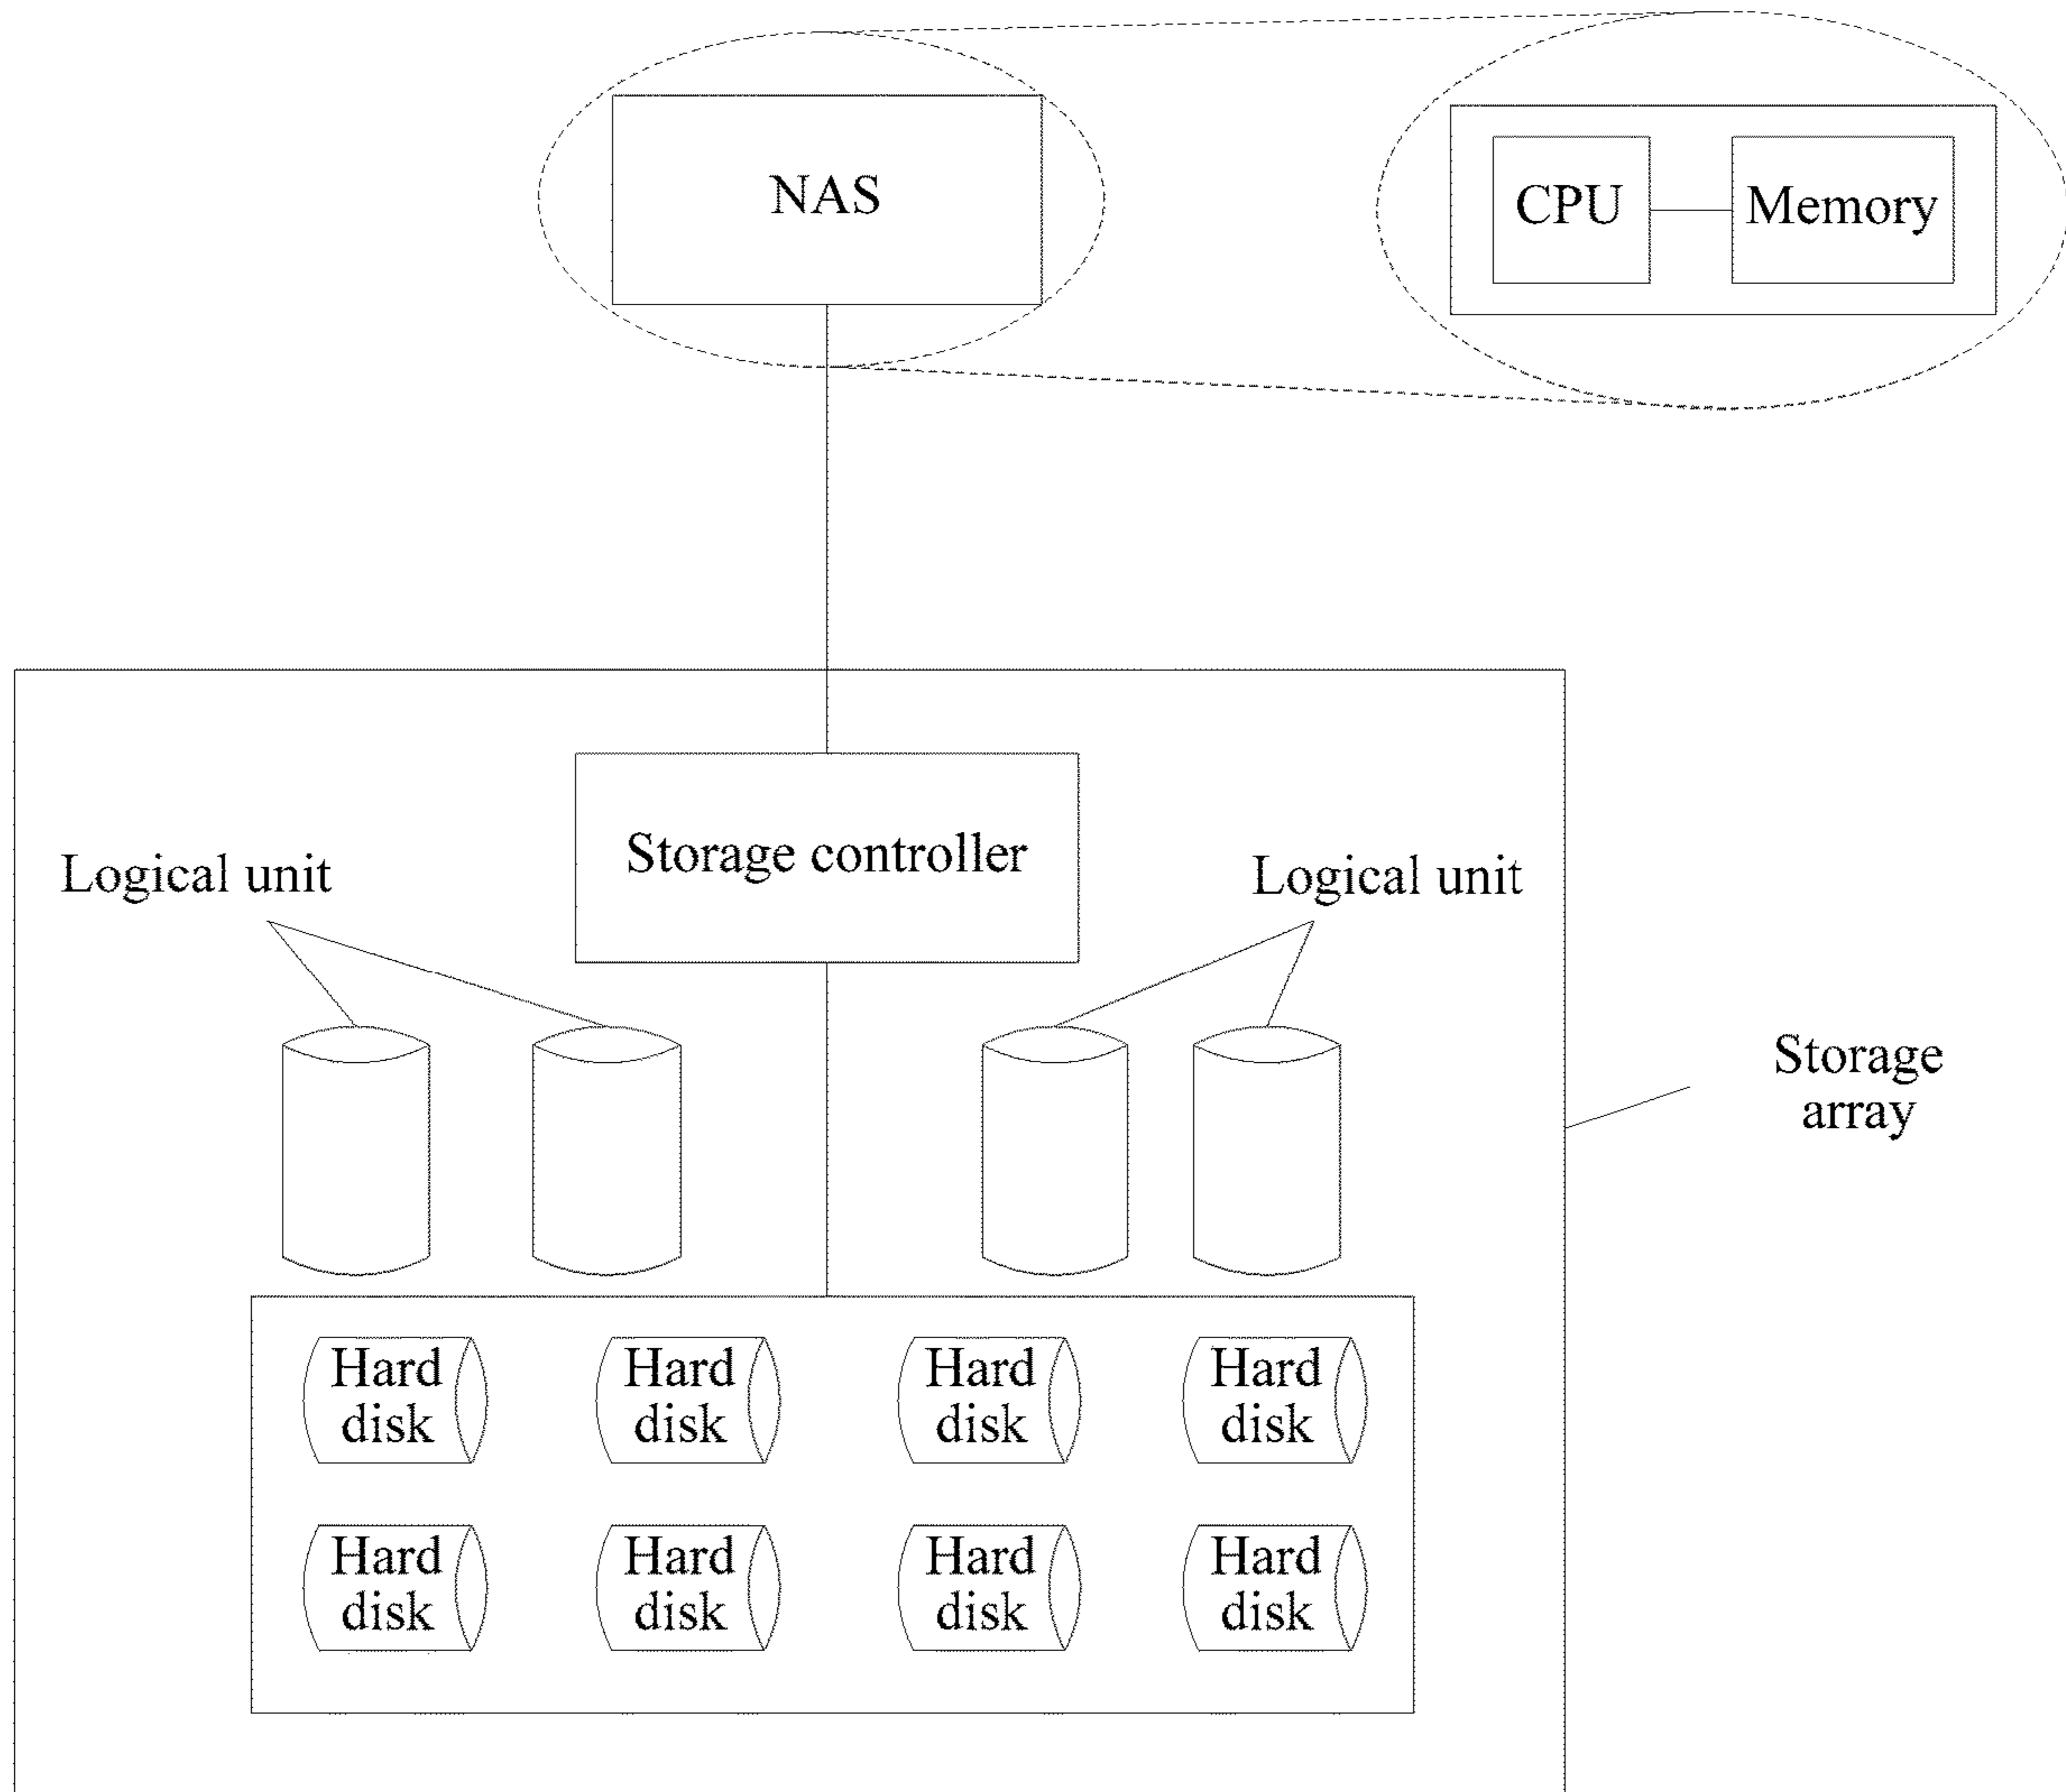 NAS
CPU
Memory
Storage controller
Logical unit
Logical unit
Storage
array
Hard
disk
Hard
disk
Hard
disk
Hard
disk
Hard
disk
Hard
disk
Hard
disk
Hard
disk